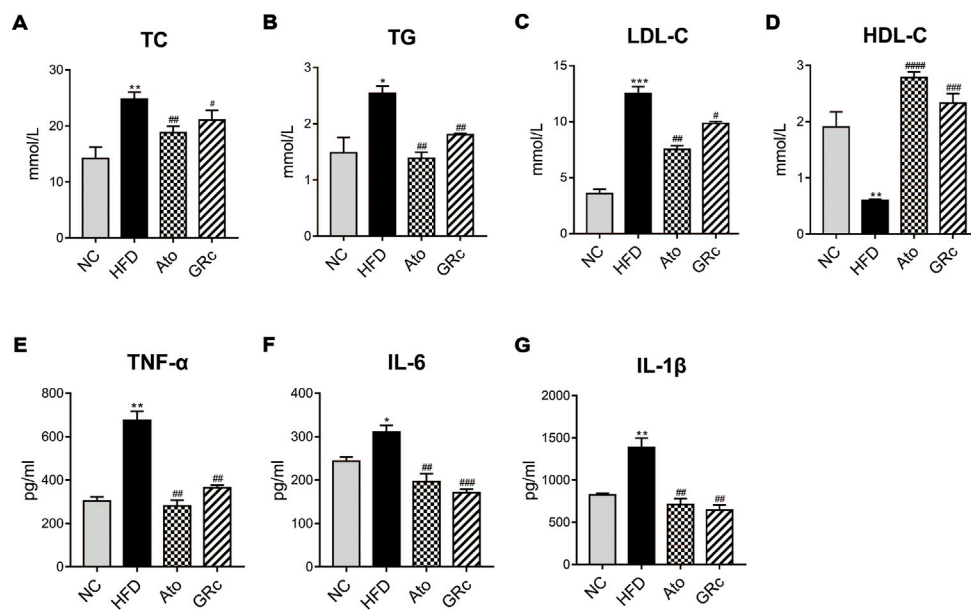 A
TC
mmol/L
30
20
10
0
**
##
#
NC
HFD
Ato
GRc
B
TG
mmol/L
3
2
1
0
*
##
##
NC
HFD
Ato
GRc
C
LDL-C
mmol/L
15
10
5
0
***
##
#
NC
HFD
Ato
GRc
D
HDL-C
mmol/L
3
2
1
0
**
####
###
NC
HFD
Ato
GRc
E
TNF-α
pg/ml
800
600
400
200
0
**
##
##
NC
HFD
Ato
GRc
F
IL-6
pg/ml
400
300
200
100
0
*
##
###
NC
HFD
Ato
GRc
G
IL-1β
pg/ml
2000
1500
1000
500
0
**
##
##
NC
HFD
Ato
GRc